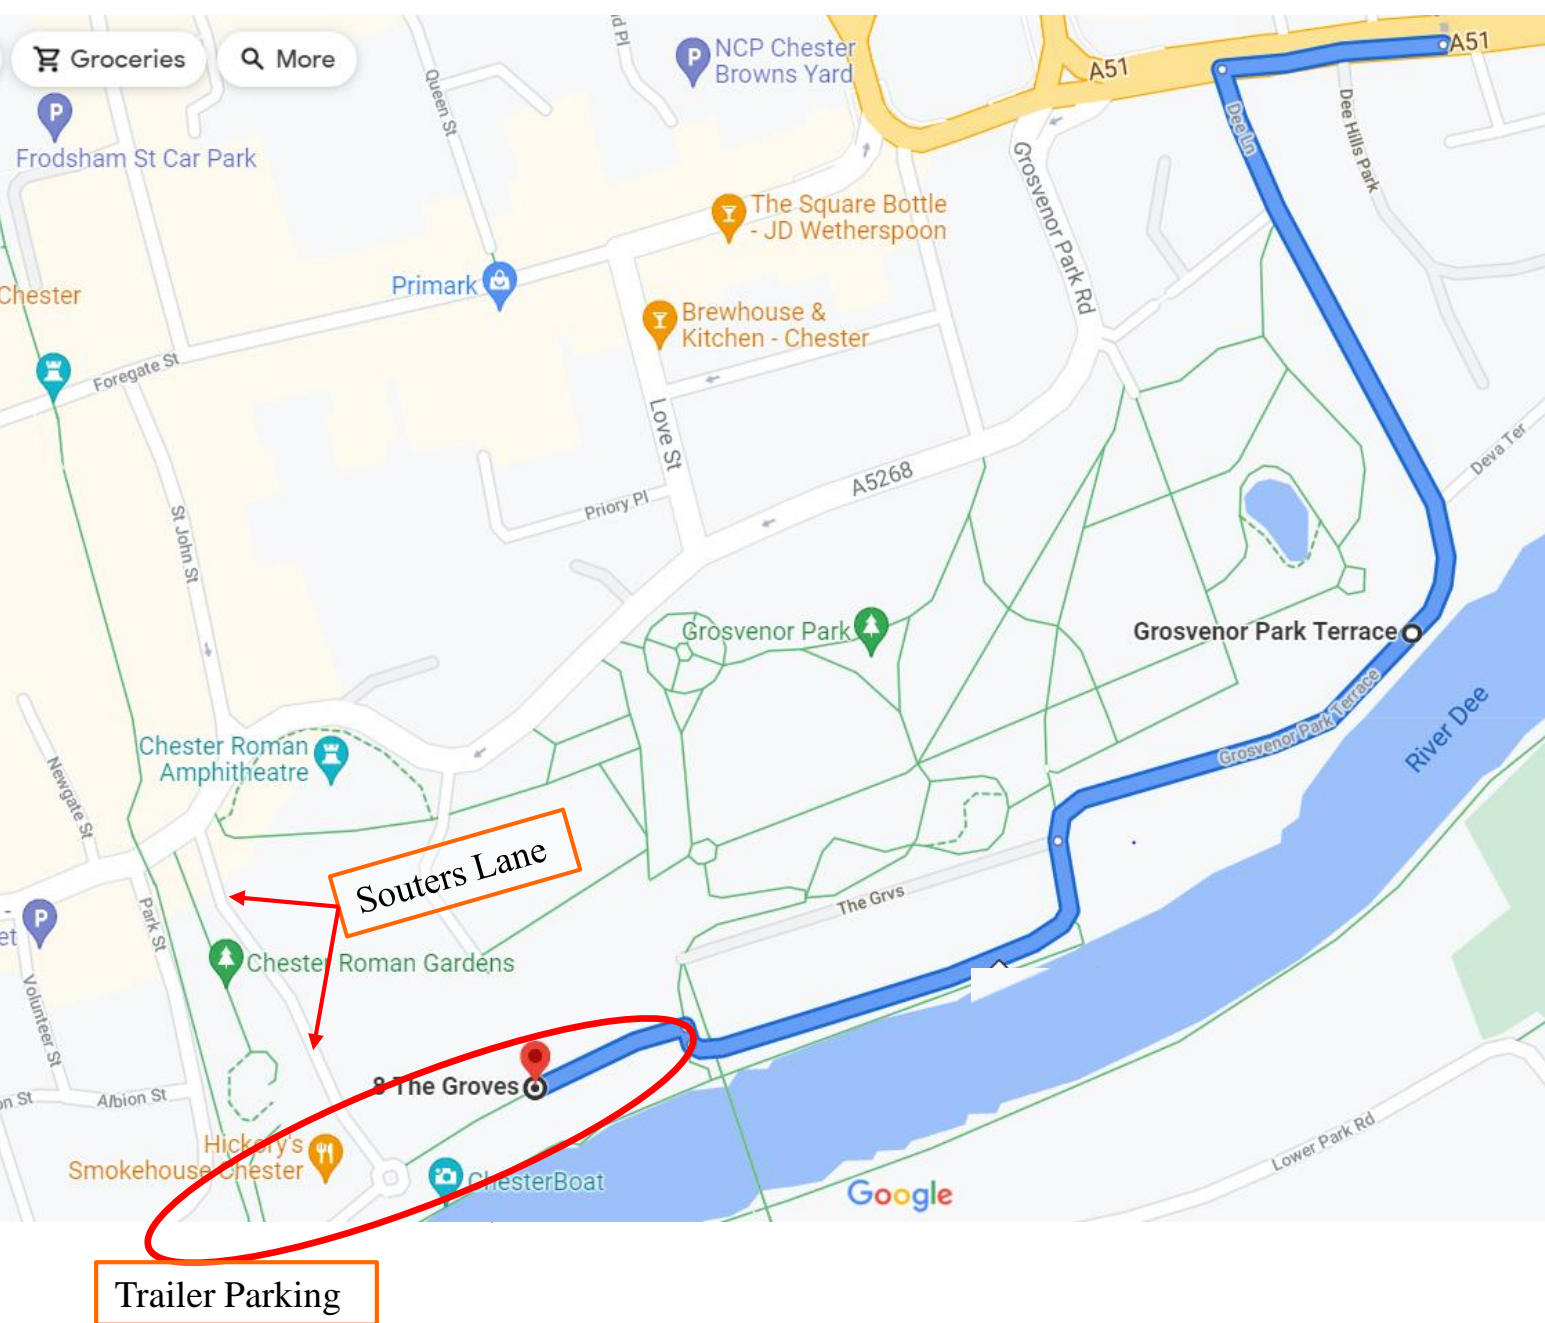 Groceries
More
d Pl
NCP Chester
Browns Yard
A51
A51
Queen St
Frodsham St Car Park
Dee Ln
Dee Hills Park
Grosvenor Park Rd
The Square Bottle
- JD Wetherspoon
Primark
Chester
Brewhouse &
Kitchen - Chester
Foregate St
Love St
Deva Ter
A5268
Priory Pl
St John St
Grosvenor Park
Grosvenor Park Terrace
Grosvenor Park Terrace
River Dee
Chester Roman
Amphitheatre
Newgate St
Souters Lane
The Grvs
Park St
et
Chester Roman Gardens
Volunteer St
8 The Groves
on St
Albion St
Hickory's
Smokehouse Chester
ChesterBoat
Lower Park Rd
Google
Trailer Parking